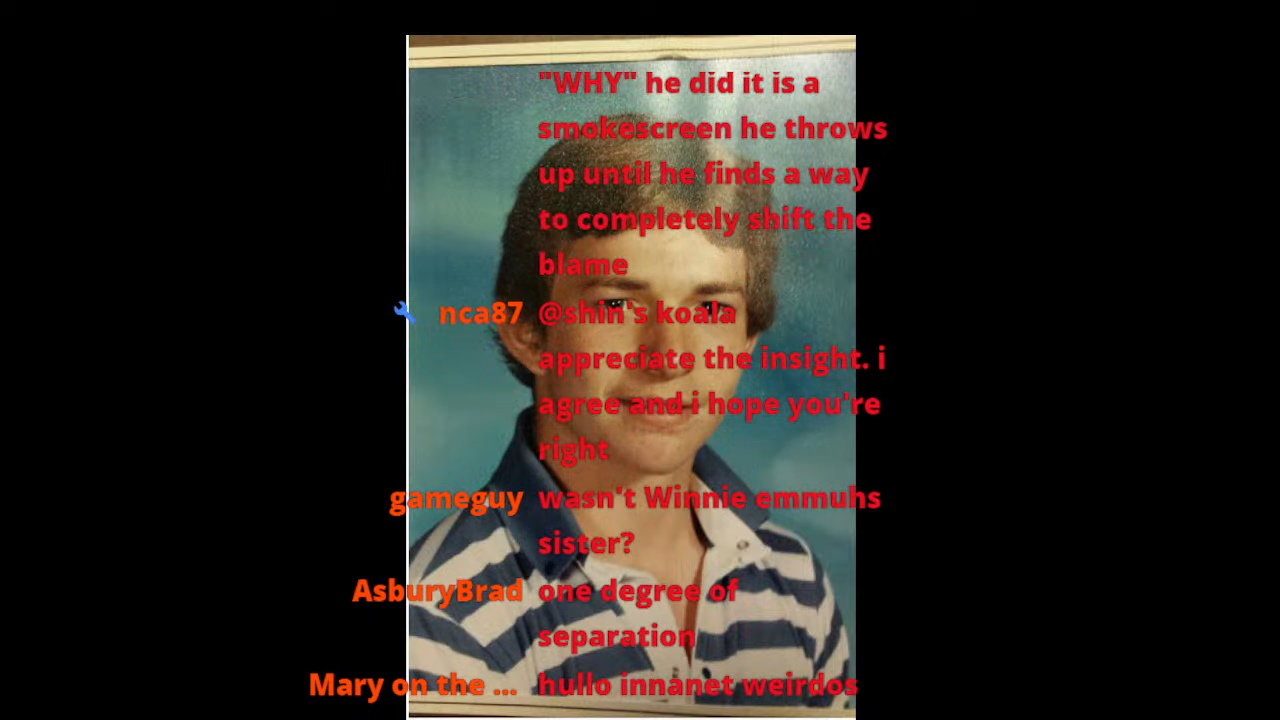 "WHY" he did it is a
smokescreen he throws
up until he finds a way
to completely shift the
blame
nca87 @shin's koala
appreciate the insight. i
agree and i hope you're
right
gameguy wasn't Winnie emmuhs
sister?
AsburyBrad one degree of
separation
Mary on the ... hullo innanet weirdos